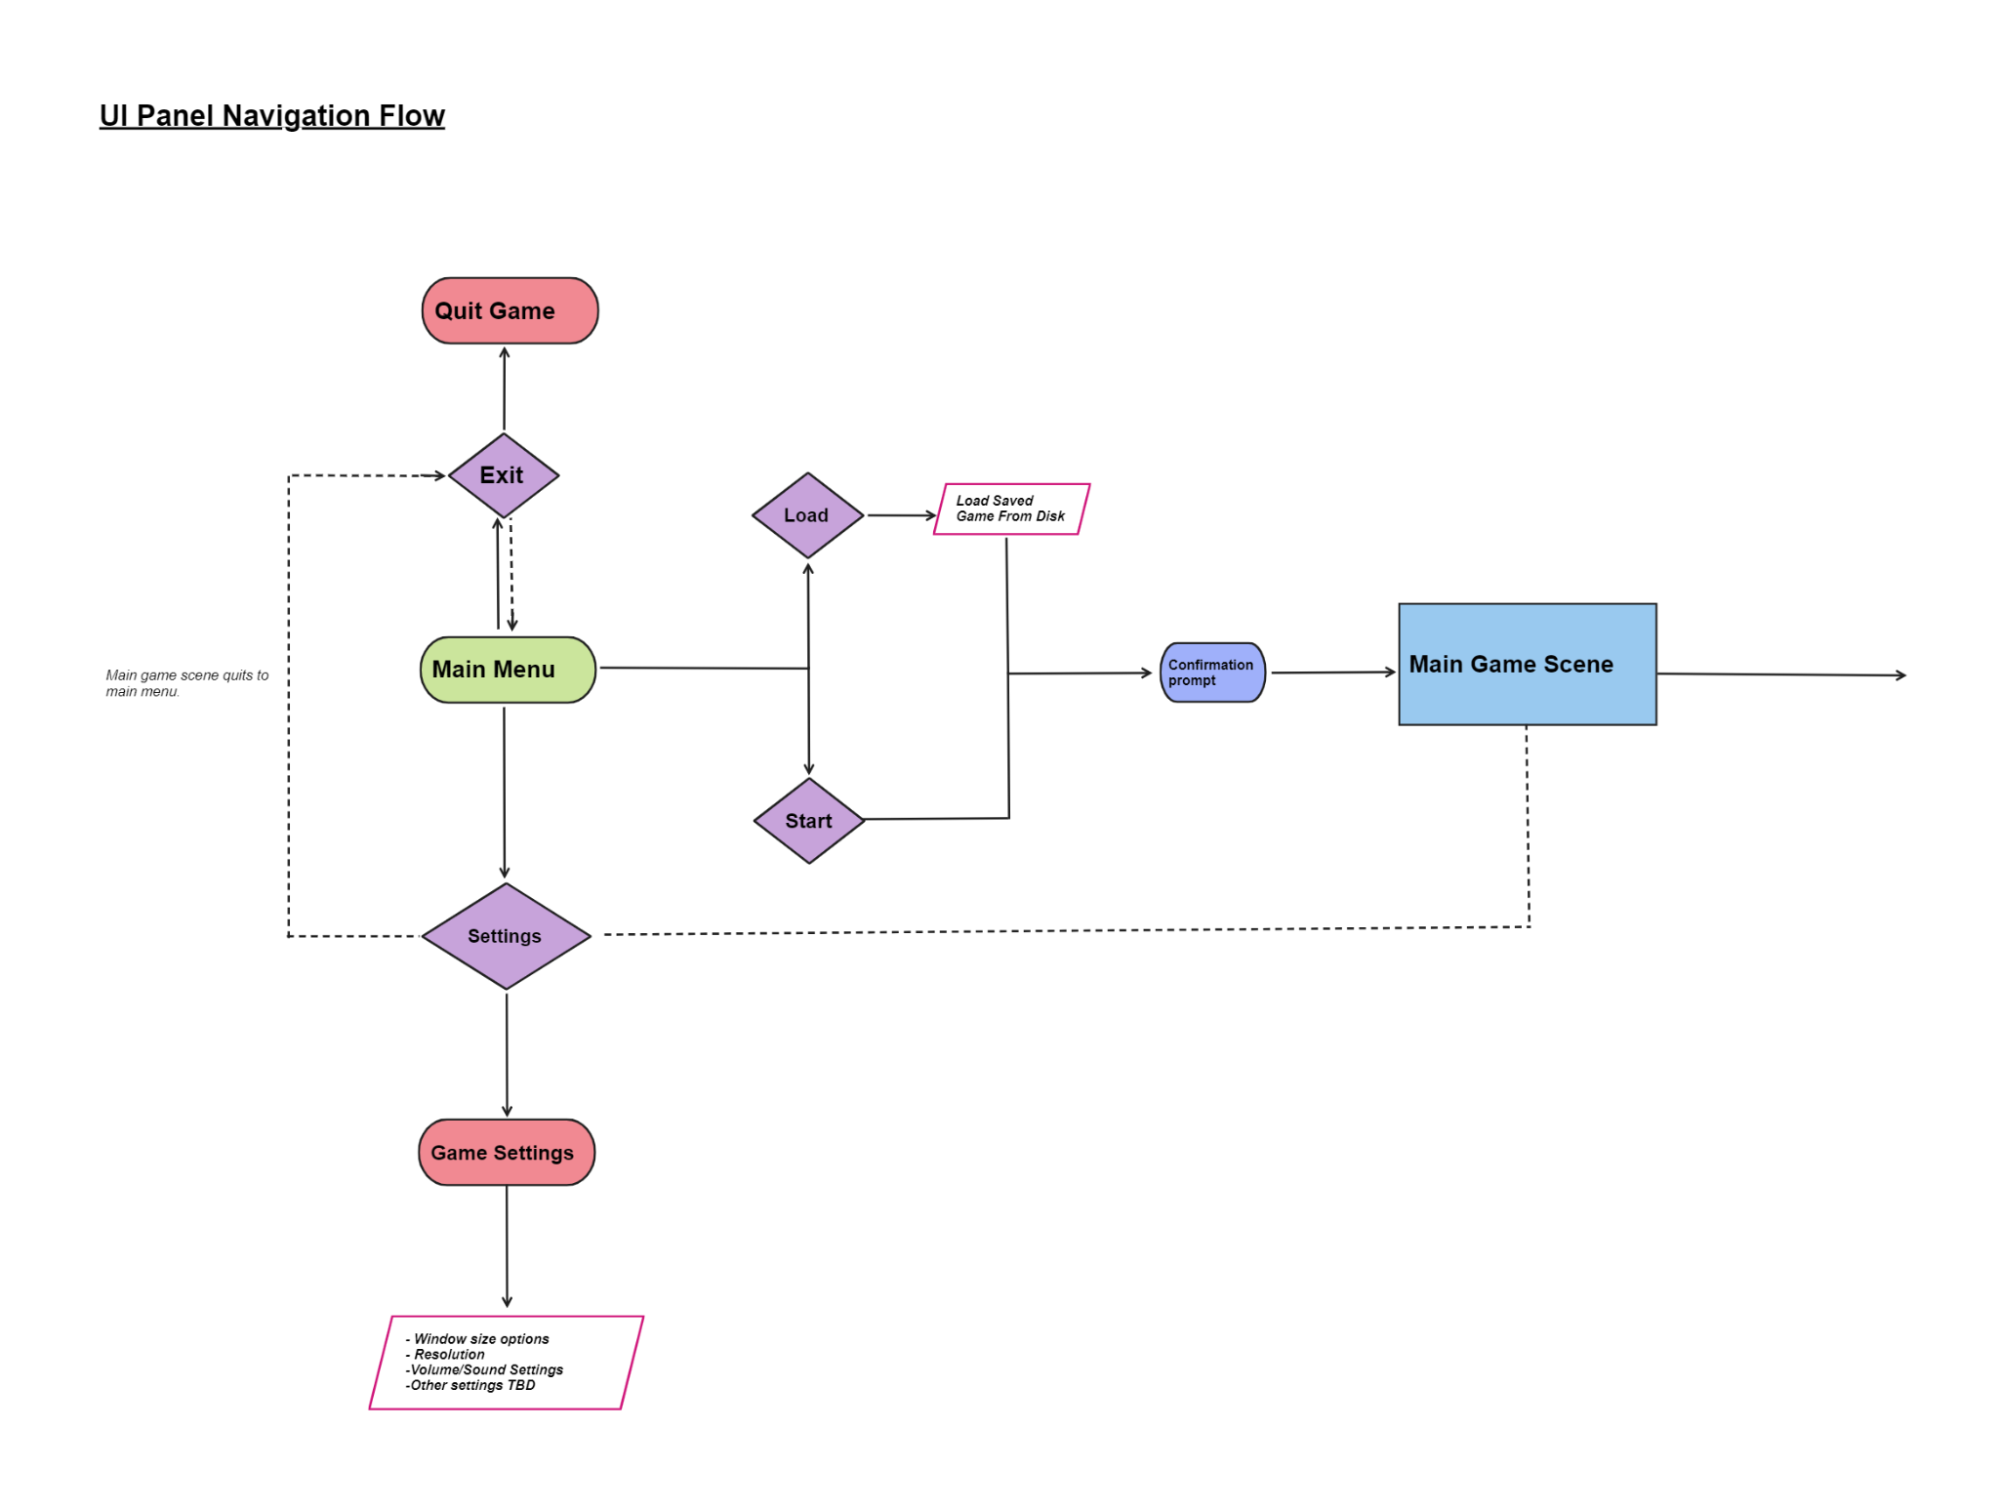 UI Panel Navigation Flow
Quit Game
Exit
Load
Load Saved
Game From Disk
Main game scene quits to
main menu.
Main Menu
Confirmation
prompt
Main Game Scene
Start
Settings
Game Settings
- Window size options
- Resolution
-Volume/Sound Settings
-Other settings TBD